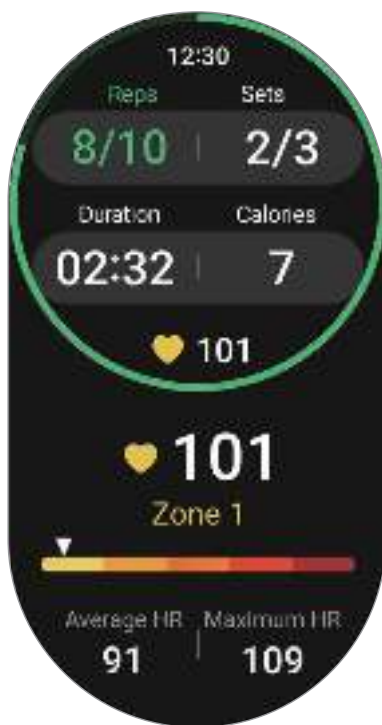 12:30
Reps Sets
8/10 2/3
Duration Calories
02:32 7
101
101
Zone 1
Average HR Maximum HR
91 109